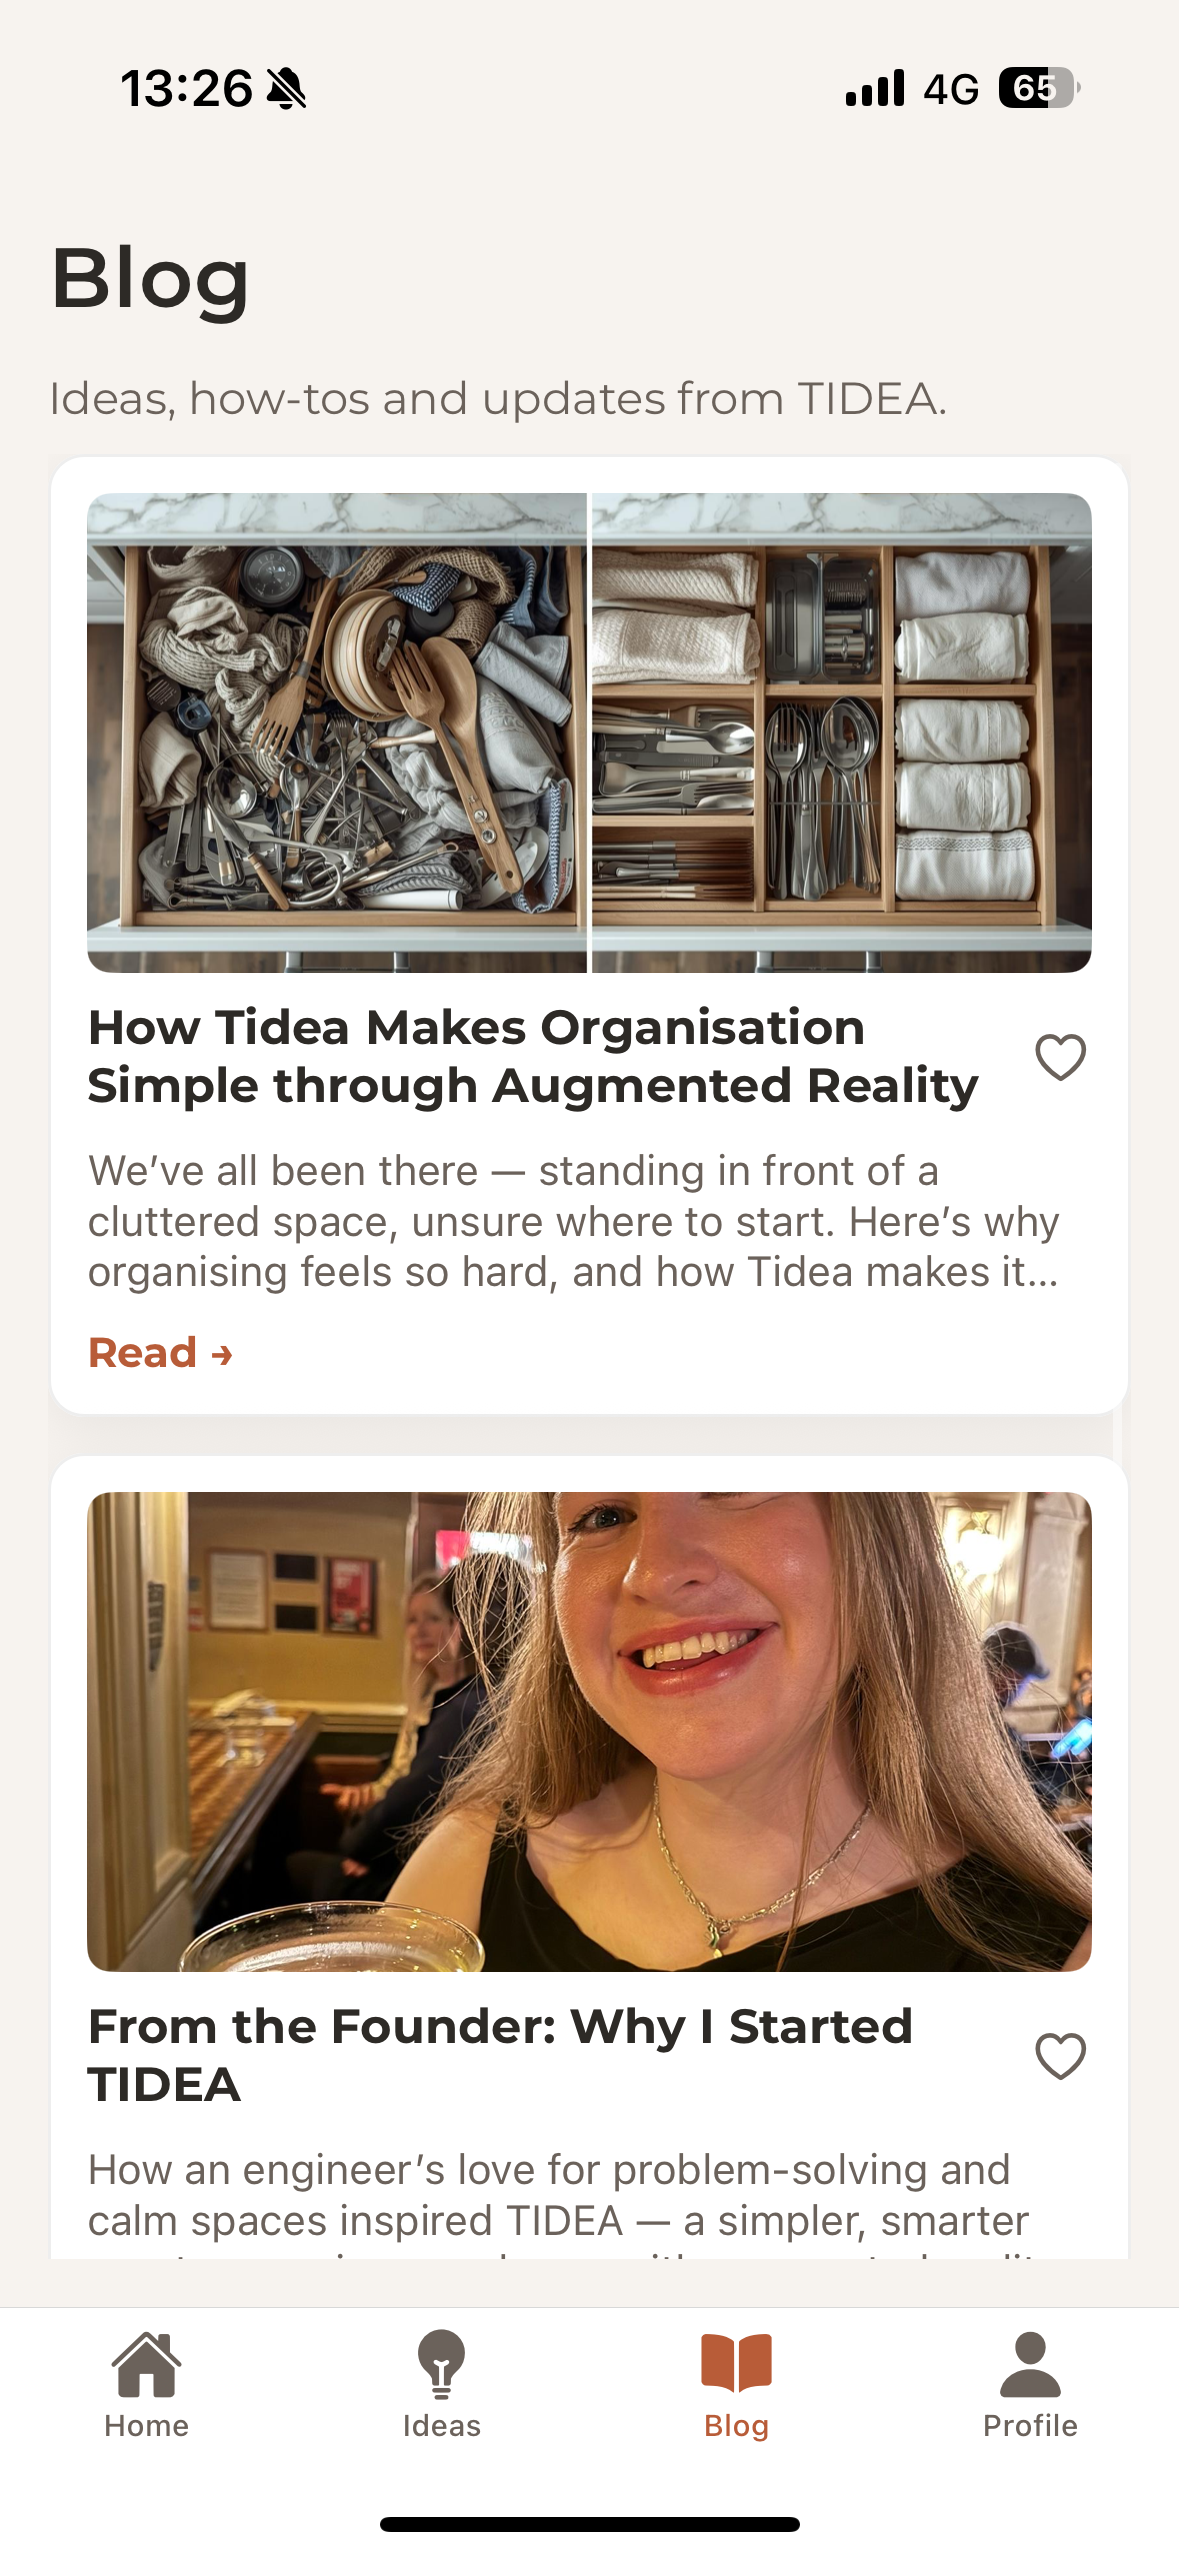 13:26
4G
65
Blog
Ideas, how-tos and updates from TIDEA.
How Tidea Makes Organisation
Simple through Augmented Reality
We’ve all been there — standing in front of a
cluttered space, unsure where to start. Here’s why
organising feels so hard, and how Tidea makes it...
Read →
From the Founder: Why I Started
TIDEA
How an engineer’s love for problem-solving and
calm spaces inspired TIDEA — a simpler, smarter
Home
Ideas
Blog
Profile